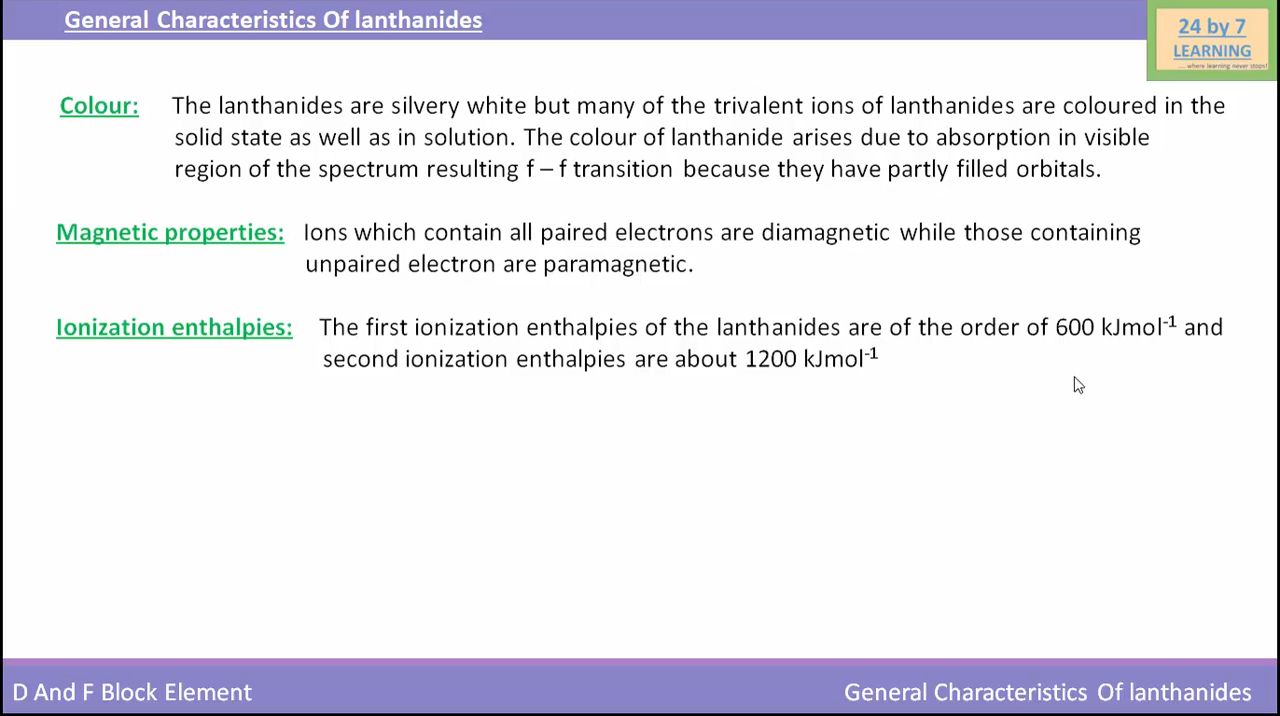 General Characteristics Of lanthanides
24 by 7
LEARNING
.... where learning never stops!
Colour: The lanthanides are silvery white but many of the trivalent ions of lanthanides are coloured in the
solid state as well as in solution. The colour of lanthanide arises due to absorption in visible
region of the spectrum resulting f – f transition because they have partly filled orbitals.
Magnetic properties: Ions which contain all paired electrons are diamagnetic while those containing
unpaired electron are paramagnetic.
Ionization enthalpies: The first ionization enthalpies of the lanthanides are of the order of 600 kJmol⁻¹ and
second ionization enthalpies are about 1200 kJmol⁻¹
D And F Block Element
General Characteristics Of lanthanides